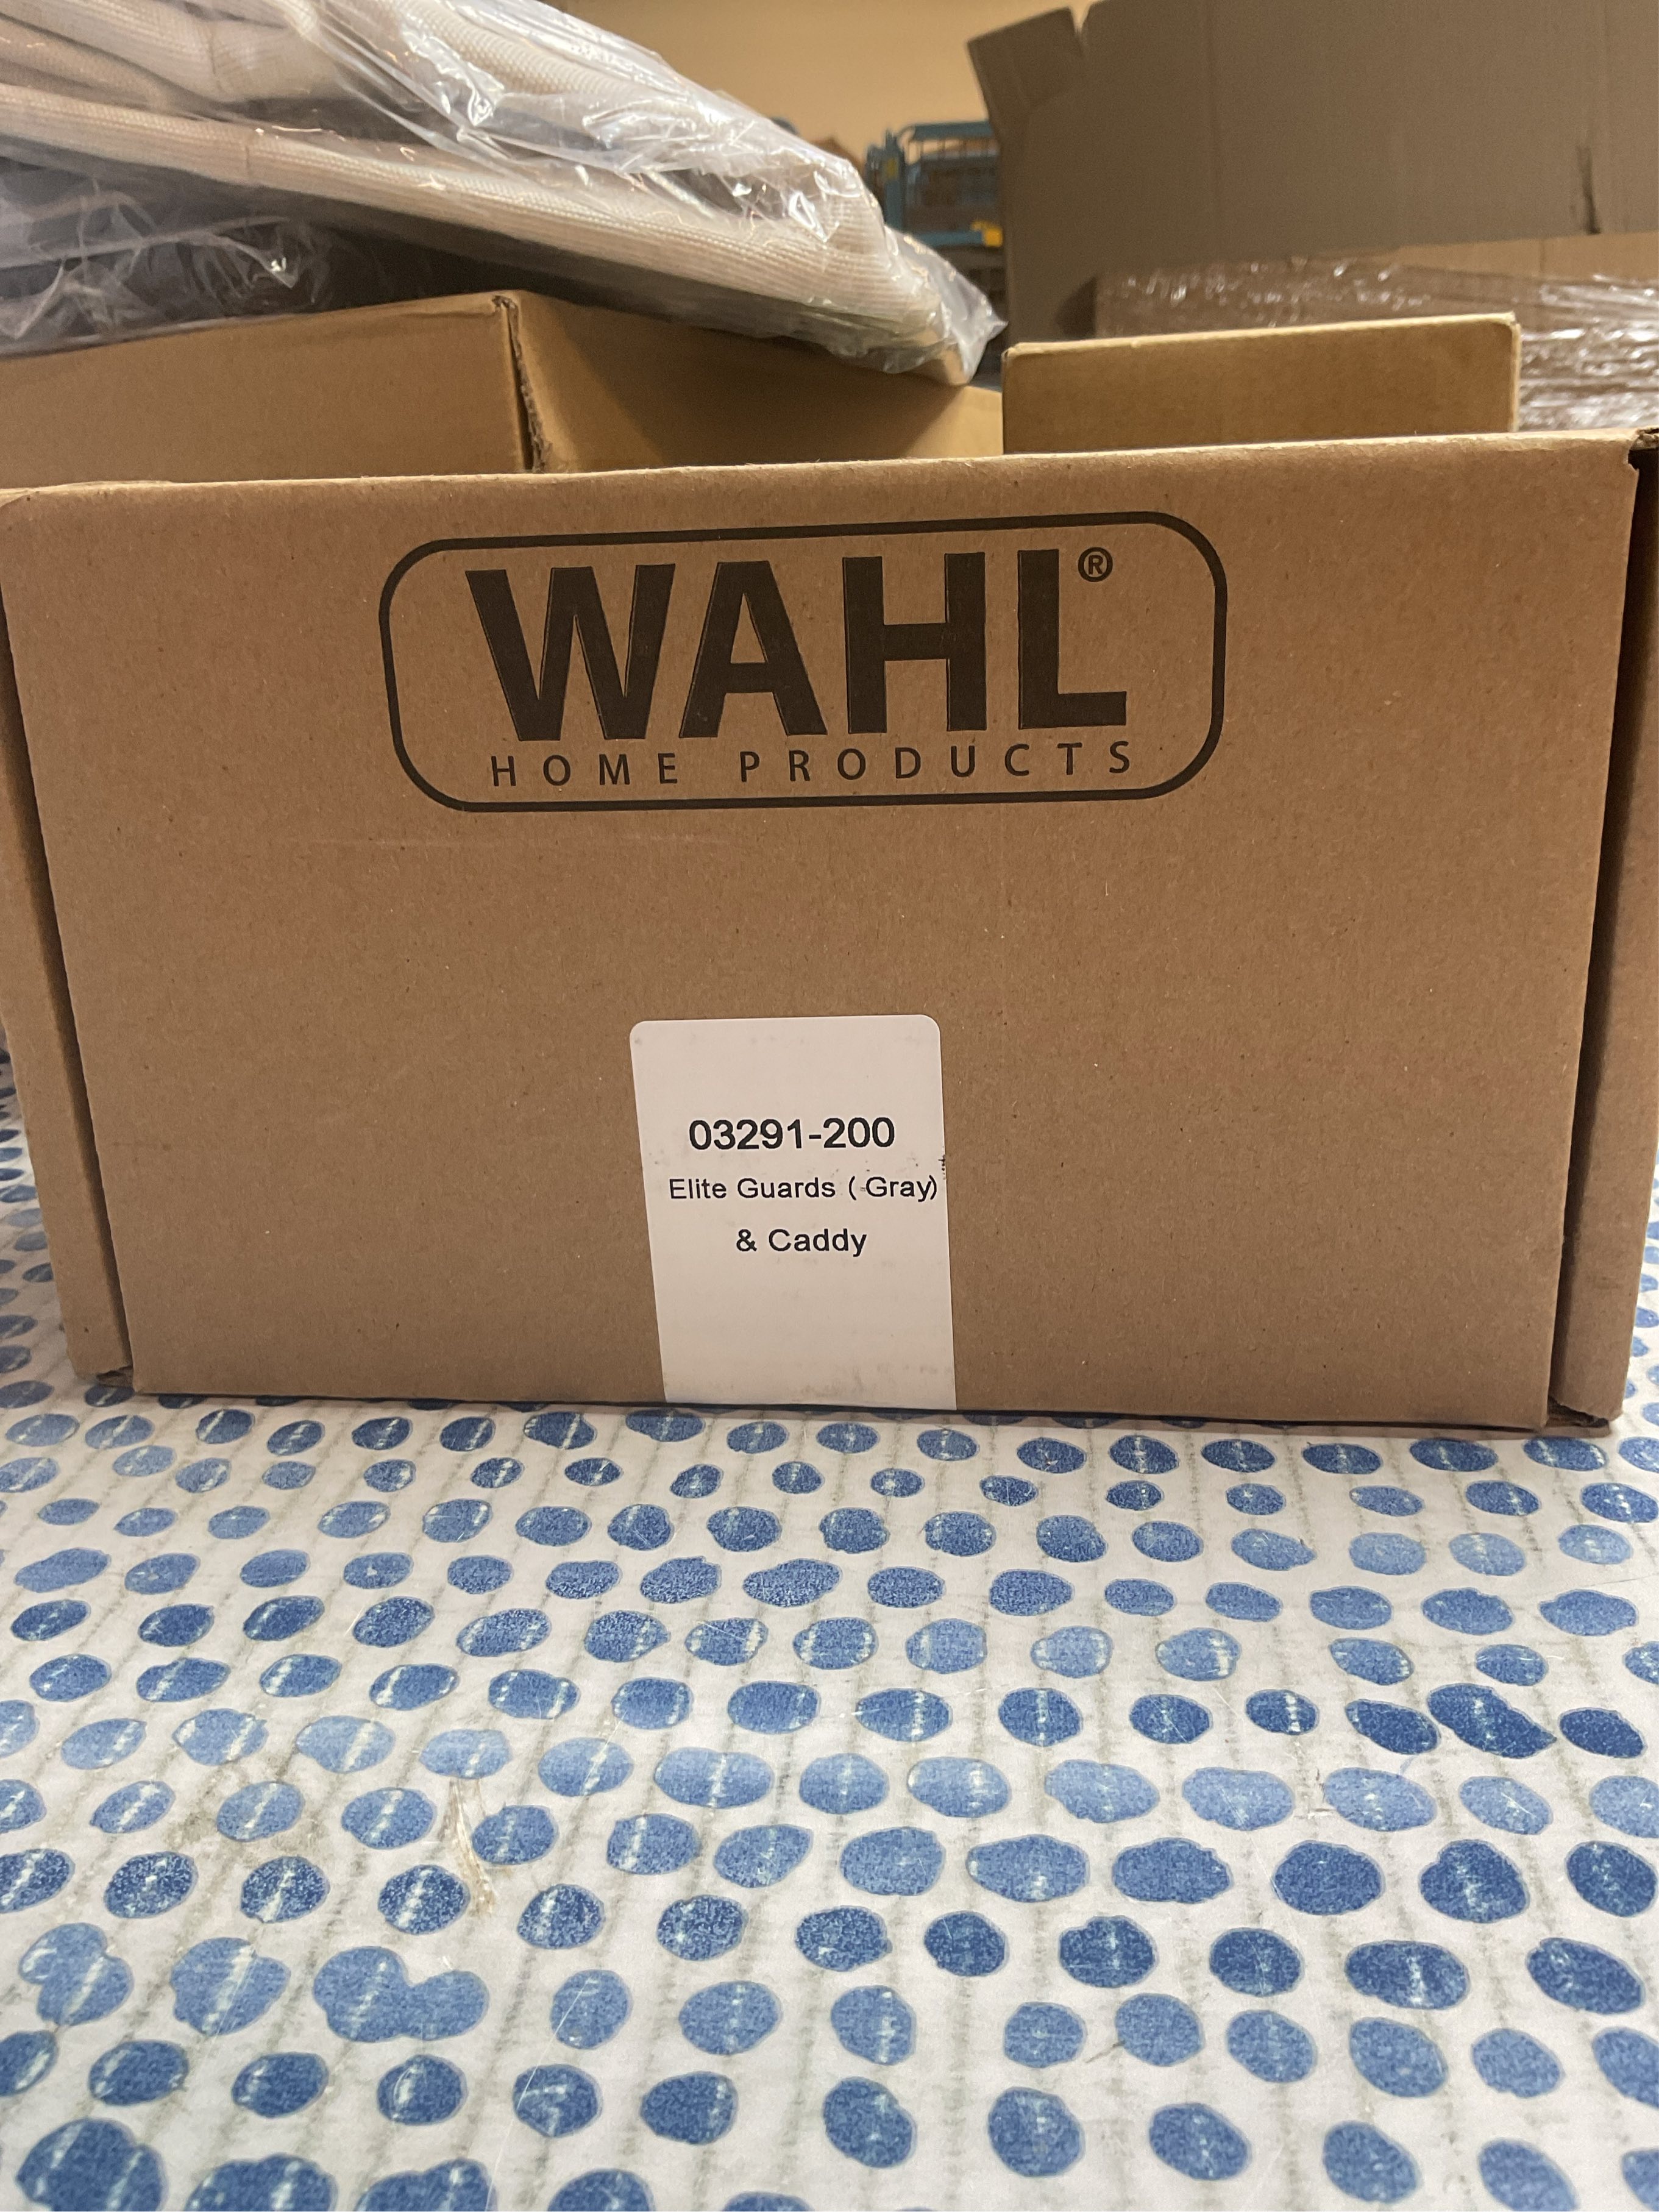 WAHL®
HOME PRODUCTS
03291-200
Elite Guards ( Gray)
& Caddy